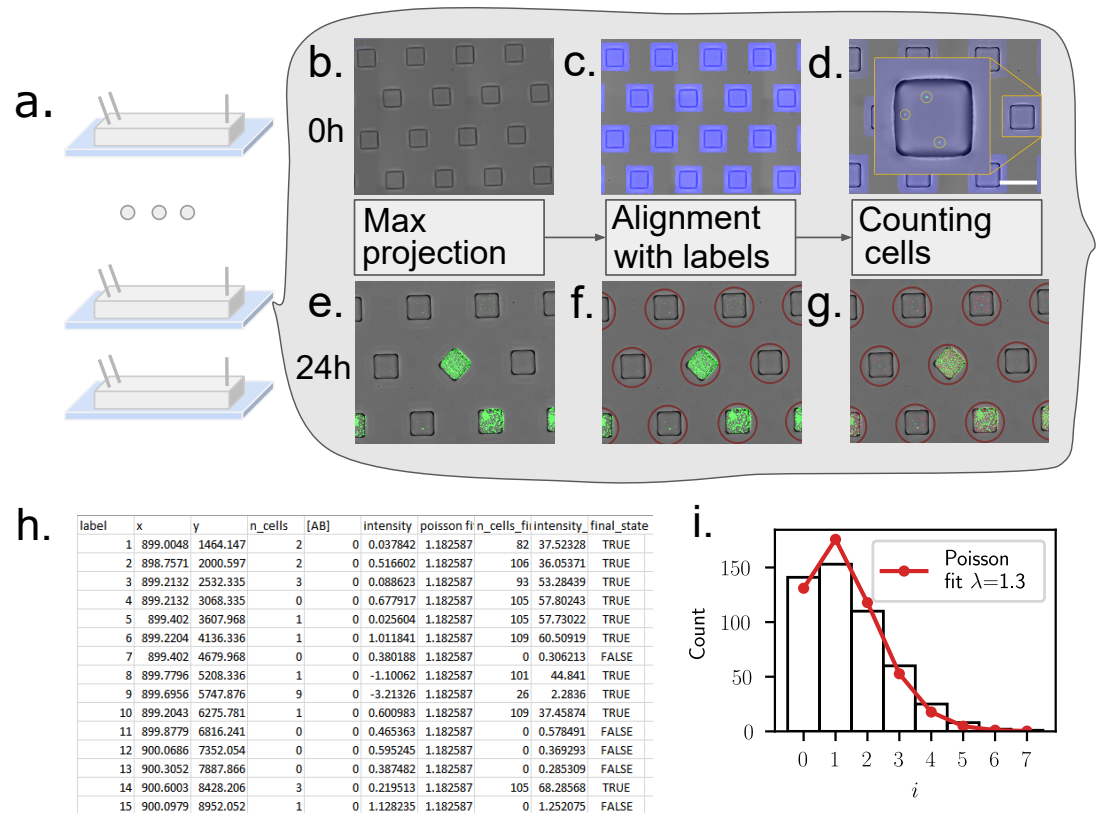 a.
b.
c.
d.
0h
Max
projection
Alignment
with labels
Counting
cells
e.
f.
g.
24h
h.
label x y n_cells [AB] intensity poisson fi n_cells_fi intensity_ final_state
1 899.0048 1464.147 2 0 0.037842 1.182587 82 37.52328 TRUE
2 898.7571 2000.597 2 0 0.516602 1.182587 106 36.05371 TRUE
3 899.2132 2532.335 3 0 0.088623 1.182587 93 53.28439 TRUE
4 899.2132 3068.335 0 0 0.677917 1.182587 105 57.80243 TRUE
5 899.402 3607.968 1 0 0.025604 1.182587 105 57.73022 TRUE
6 899.2204 4136.336 1 0 1.011841 1.182587 109 60.50919 TRUE
7 899.402 4679.968 0 0 0.380188 1.182587 0 0.306213 FALSE
8 899.7796 5208.336 1 0 -1.10062 1.182587 101 44.841 TRUE
9 899.6956 5747.876 9 0 -3.21326 1.182587 26 2.2836 TRUE
10 899.2043 6275.781 1 0 0.600983 1.182587 109 37.45874 TRUE
11 899.8779 6816.241 0 0 0.465363 1.182587 0 0.578491 FALSE
12 900.0686 7352.054 0 0 0.595245 1.182587 0 0.369293 FALSE
13 900.3052 7887.866 0 0 0.387482 1.182587 0 0.285309 FALSE
14 900.6003 8428.206 3 0 0.219513 1.182587 105 68.28568 TRUE
15 900.0979 8952.052 1 0 1.128235 1.182587 0 1.252075 FALSE
i.
Poisson
fit λ=1.3
150
100
50
0
Count
0 1 2 3 4 5 6 7
i